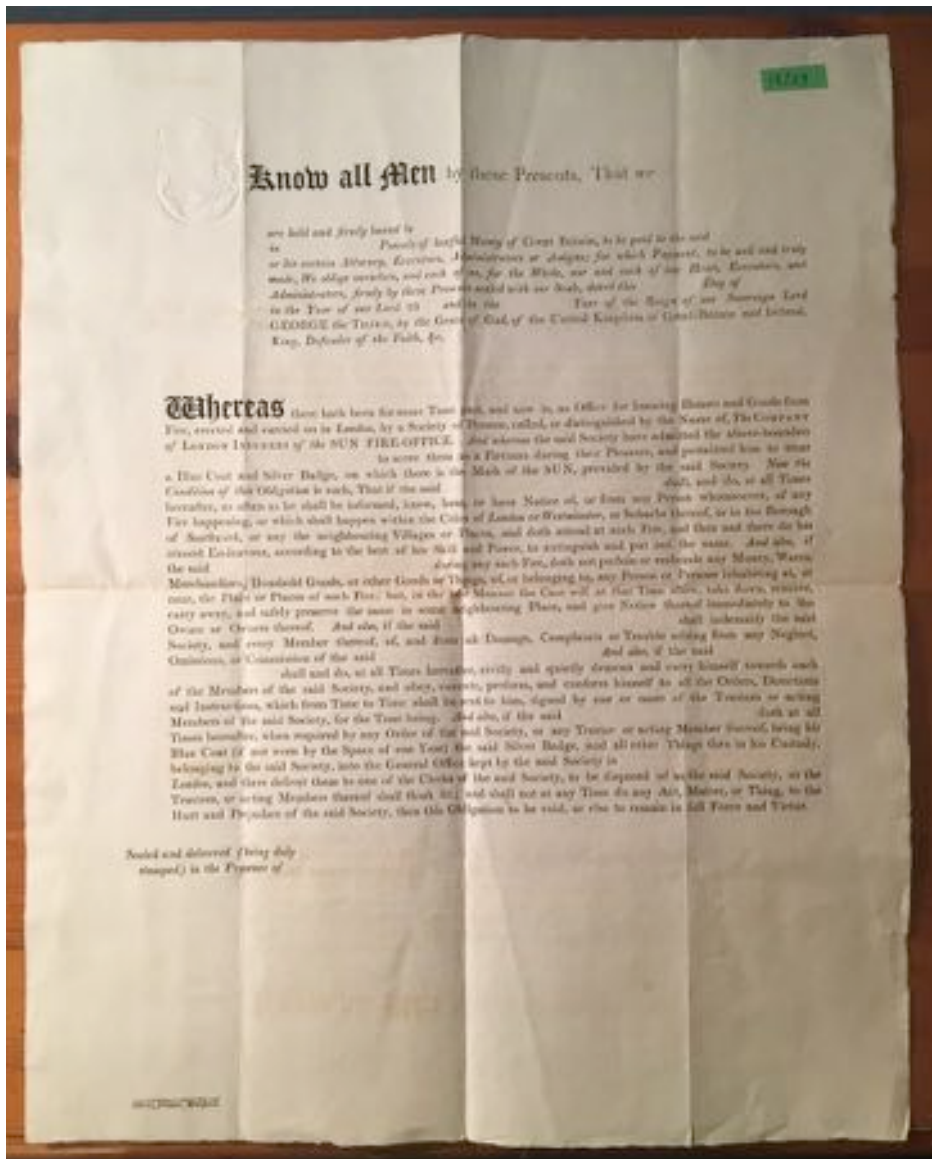 Know all Men by these Presents, That we
are held and firmly bound to
in Pounds of lawful Money of Great Britain, to be paid to the said
or his certain Attorney, Executors, Administrators or Assigns; for which Payment, to be well and truly
made, We oblige ourselves, and each of us, for the Whole, our and each of our Heirs, Executors, and
Administrators, firmly by these Presents sealed with our Seals, dated this Day of
in the Year of our Lord 18 and in the Year of the Reign of our Sovereign Lord
GEORGE the THIRD, by the Grace of God, of the United Kingdom of Great-Britain and Ireland,
King, Defender of the Faith, &c.
Whereas there hath been for some Time past, and now is, an Office for Insuring Houses and Goods from
Fire, erected and carried on in London, by a Society of Persons, called, or distinguished by the Name of, The COMPANY
of LONDON INSURERS of the SUN FIRE-OFFICE. And whereas the said Society have admitted the above-bounden
to serve them as a Fireman during their Pleasure, and permitted him to wear
a Blue Coat and Silver Badge, on which there is the Mark of the SUN, provided by the said Society. Now the
Condition of this Obligation is such, That if the said shall, and do, at all Times
hereafter, as often as he shall be informed, know, hear, or have Notice of, or from any Person whomsoever, of any
Fire happening, or which shall happen within the Cities of London or Westminster, or Suburbs thereof, or in the Borough
of Southwark, or any the neighbouring Villages or Places, and doth attend at such Fire, and then and there do his
utmost Endeavour, according to the best of his Skill and Power, to extinguish and put out the same. And also, if
the said during any such Fire, doth not purloin or embezzle any Money, Wares,
Merchandizes, Houshold Goods, or other Goods or Things, of, or belonging to, any Person or Persons inhabiting at, or
near, the Place or Places of such Fire; but, in the best Manner the Case will at that Time allow, take down, remove,
carry away, and safely preserve the same in some neighbouring Place, and give Notice thereof immediately to the
Owner or Owners thereof. And also, if the said shall indemnify the said
Society, and every Member thereof, of, and from all Damage, Complaints or Trouble arising from any Neglect,
Omissions, or Commission of the said And also, if the said
shall and do, at all Times hereafter, civilly and quietly demean and carry himself towards each
of the Members of the said Society, and obey, execute, perform, and conform himself to all the Orders, Directions
and Instructions, which from Time to Time shall be sent to him, signed by one or more of the Trustees or acting
Members of the said Society, for the Time being. And also, if the said doth at all
Times hereafter, when required by any Order of the said Society, or any Trustee or acting Member thereof, bring his
Blue Coat (if not worn by the Space of one Year) the said Silver Badge, and all other Things then in his Custody,
belonging to the said Society, into the General Office kept by the said Society in
London, and there deliver them to one of the Clerks of the said Society, to be disposed of as the said Society, or the
Trustees, or acting Members thereof shall think fit; and shall not at any Time do any Act, Matter, or Thing, to the
Hurt and Prejudice of the said Society, then this Obligation to be void, or else to remain in full Force and Virtue.
Sealed and delivered (being duly
stamped) in the Presence of